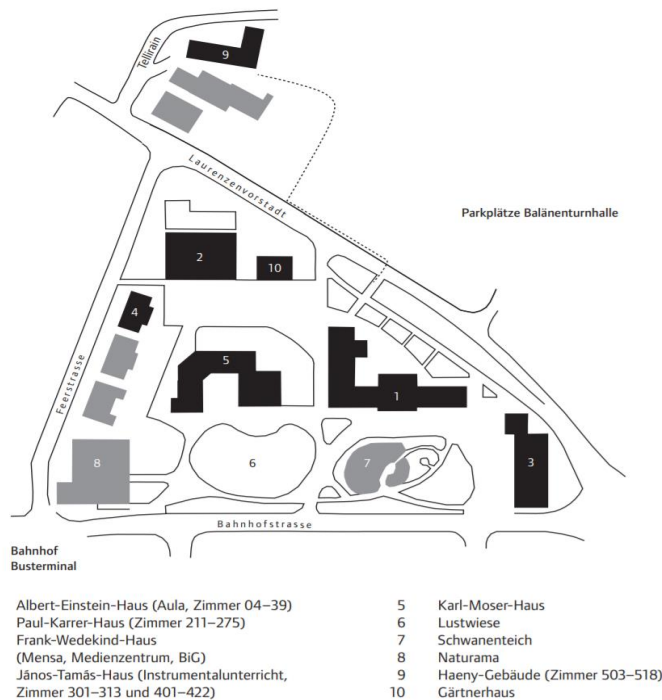 9
Tellirain
Laurenzenvorstadt
Parkplätze Balänenturnhalle
2
10
4
5
1
Feerstrasse
8
6
7
3
Bahnhofstrasse
Bahnhof
Busterminal
Albert-Einstein-Haus (Aula, Zimmer 04–39)
Paul-Karrer-Haus (Zimmer 211–275)
Frank-Wedekind-Haus
(Mensa, Medienzentrum, BiG)
János-Tamás-Haus (Instrumentalunterricht,
Zimmer 301–313 und 401–422)
5 Karl-Moser-Haus
6 Lustwiese
7 Schwanenteich
8 Naturama
9 Haeny-Gebäude (Zimmer 503–518)
10 Gärtnerhaus